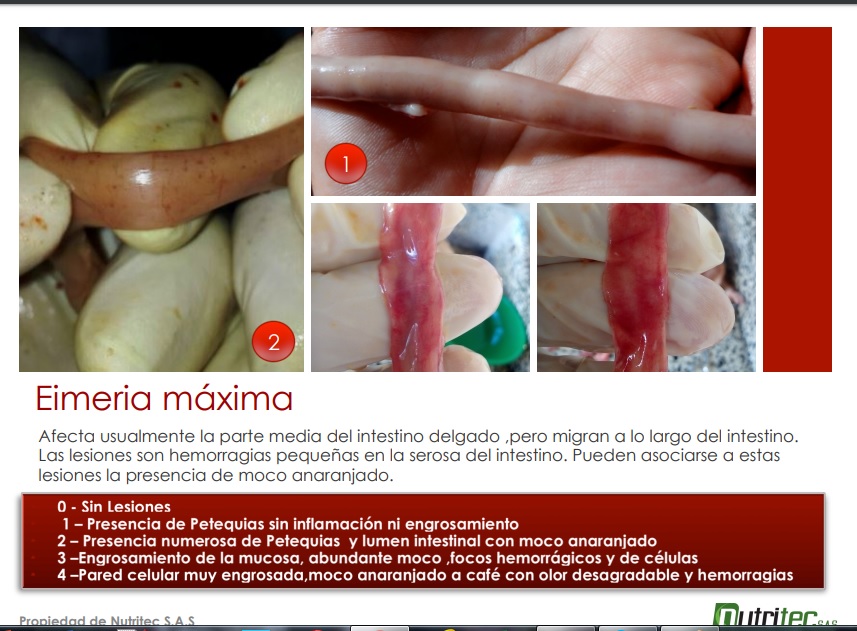 1
2
Eimeria máxima
Afecta usualmente la parte media del intestino delgado ,pero migran a lo largo del intestino.
Las lesiones son hemorragias pequeñas en la serosa del intestino. Pueden asociarse a estas
lesiones la presencia de moco anaranjado.
0 - Sin Lesiones
1 – Presencia de Petequias sin inflamación ni engrosamiento
2 – Presencia numerosa de Petequias y lumen intestinal con moco anaranjado
3 –Engrosamiento de la mucosa, abundante moco ,focos hemorrágicos y de células
4 –Pared celular muy engrosada,moco anaranjado a café con olor desagradable y hemorragias
Propiedad de Nutritec S.A.S
nutritec SAS